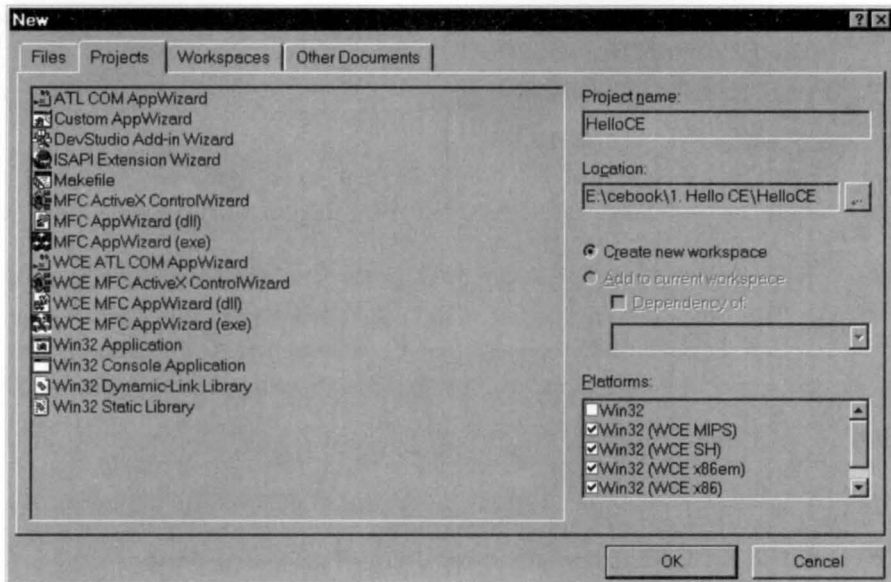 New
Files
Projects
Workspaces
Other Documents
ATL COM AppWizard
Custom AppWizard
DevStudio Add-in Wizard
ISAPI Extension Wizard
Makefile
MFC ActiveX ControlWizard
MFC AppWizard (dll)
MFC AppWizard (exe)
WCE ATL COM AppWizard
WCE MFC ActiveX ControlWizard
WCE MFC AppWizard (dll)
WCE MFC AppWizard (exe)
Win32 Application
Win32 Console Application
Win32 Dynamic-Link Library
Win32 Static Library
Project name:
HelloCE
Location:
E:\cebook\1. Hello CE\HelloCE
...
Create new workspace
Add to current workspace
Dependency of:
Platforms:
Win32
Win32 (WCE MIPS)
Win32 (WCE SH)
Win32 (WCE x86em)
Win32 (WCE x86)
OK
Cancel